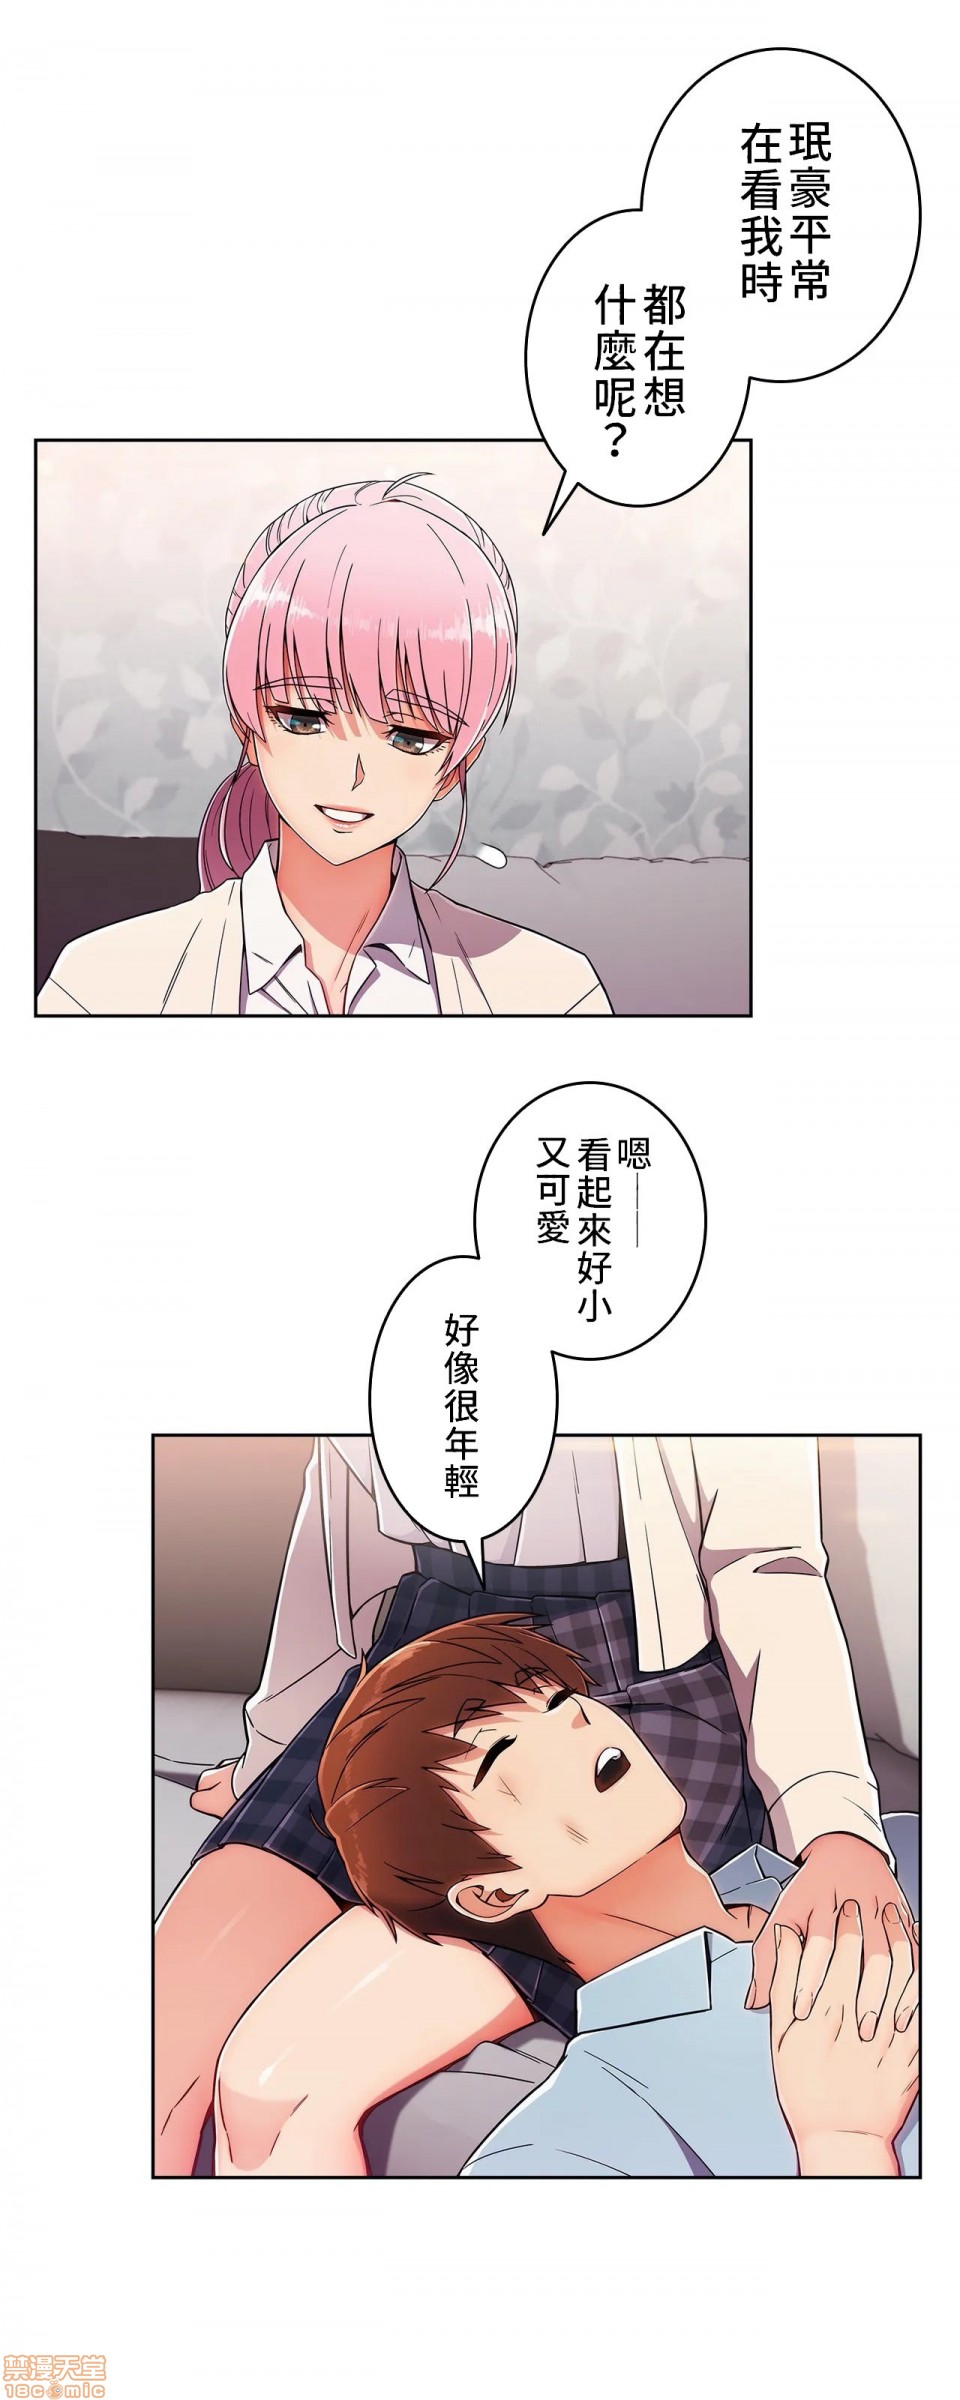 珉豪平常
在看我時
都在想
什麼呢？
嗯——
看起來好小
又可愛
好像很年輕
禁漫天堂
18comic